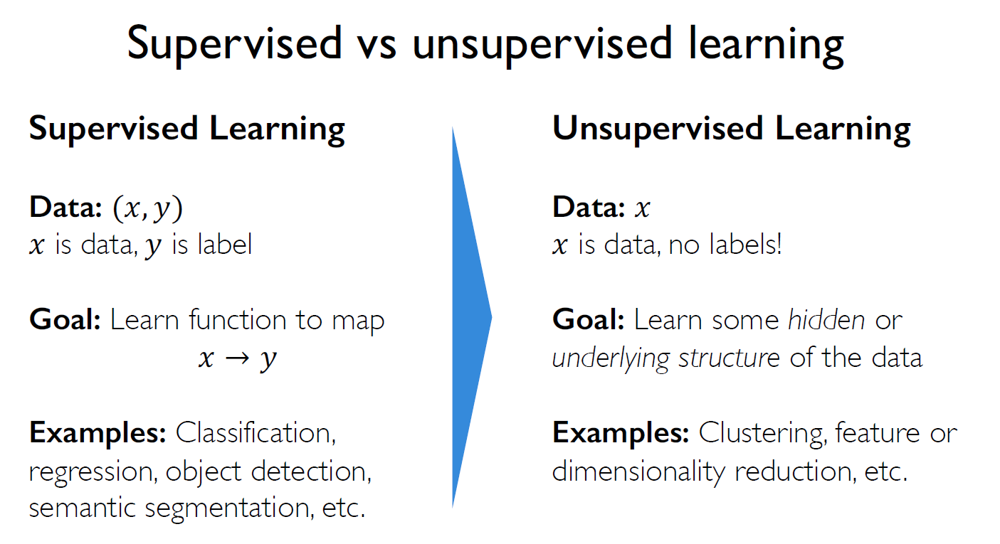 Supervised vs unsupervised learning
Supervised Learning
Data: (x, y)
x is data, y is label
Goal: Learn function to map
x → y
Examples: Classification,
regression, object detection,
semantic segmentation, etc.
Unsupervised Learning
Data: x
x is data, no labels!
Goal: Learn some hidden or
underlying structure of the data
Examples: Clustering, feature or
dimensionality reduction, etc.